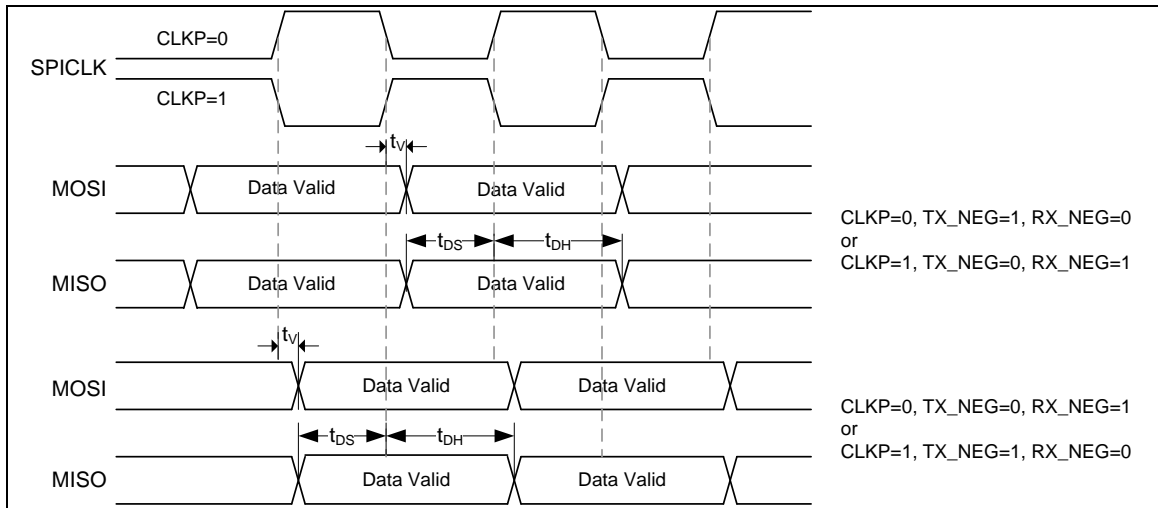 CLKP=0
SPICLK
CLKP=1
tV
MOSI Data Valid Data Valid
tDS tDH
MISO Data Valid Data Valid
CLKP=0, TX_NEG=1, RX_NEG=0
or
CLKP=1, TX_NEG=0, RX_NEG=1
tV
MOSI Data Valid Data Valid
tDS tDH
MISO Data Valid Data Valid
CLKP=0, TX_NEG=0, RX_NEG=1
or
CLKP=1, TX_NEG=1, RX_NEG=0